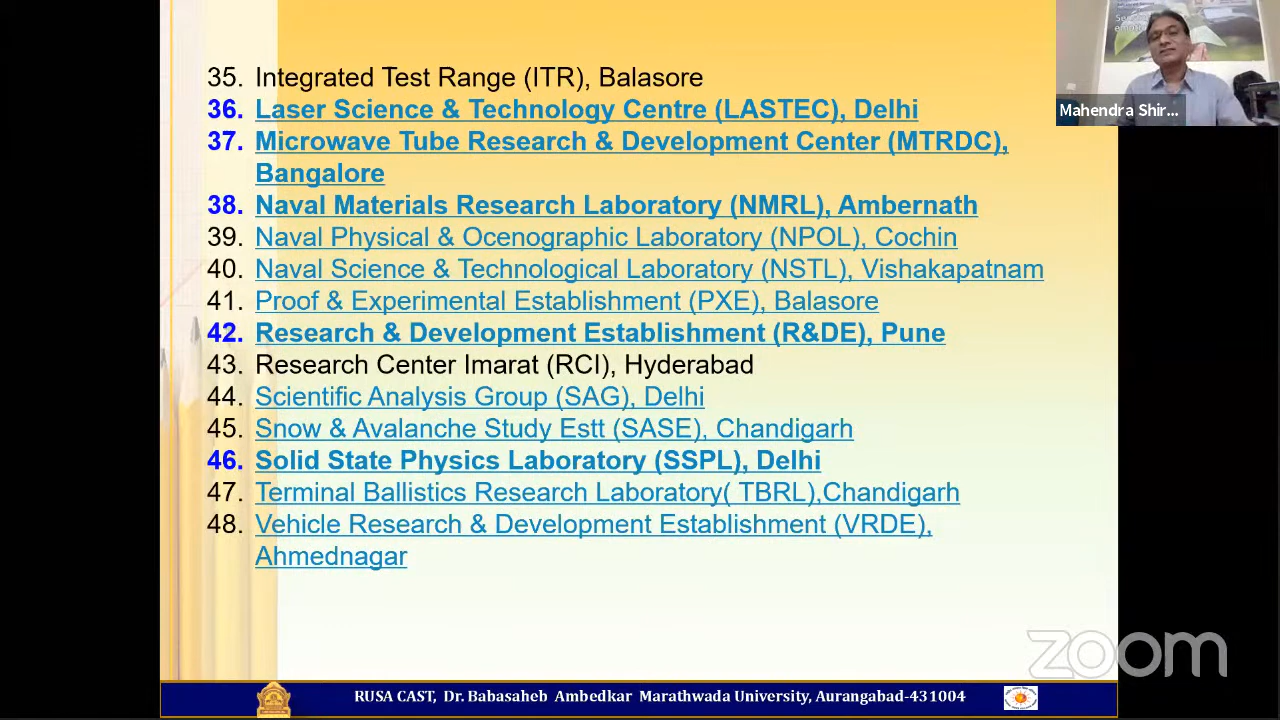 35. Integrated Test Range (ITR), Balasore
36. Laser Science & Technology Centre (LASTEC), Delhi
37. Microwave Tube Research & Development Center (MTRDC),
Bangalore
38. Naval Materials Research Laboratory (NMRL), Ambernath
39. Naval Physical & Ocenographic Laboratory (NPOL), Cochin
40. Naval Science & Technological Laboratory (NSTL), Vishakapatnam
41. Proof & Experimental Establishment (PXE), Balasore
42. Research & Development Establishment (R&DE), Pune
43. Research Center Imarat (RCI), Hyderabad
44. Scientific Analysis Group (SAG), Delhi
45. Snow & Avalanche Study Estt (SASE), Chandigarh
46. Solid State Physics Laboratory (SSPL), Delhi
47. Terminal Ballistics Research Laboratory( TBRL),Chandigarh
48. Vehicle Research & Development Establishment (VRDE),
Ahmednagar
Mahendra Shir...
zoom
RUSA CAST, Dr. Babasaheb Ambedkar Marathwada University, Aurangabad-431004